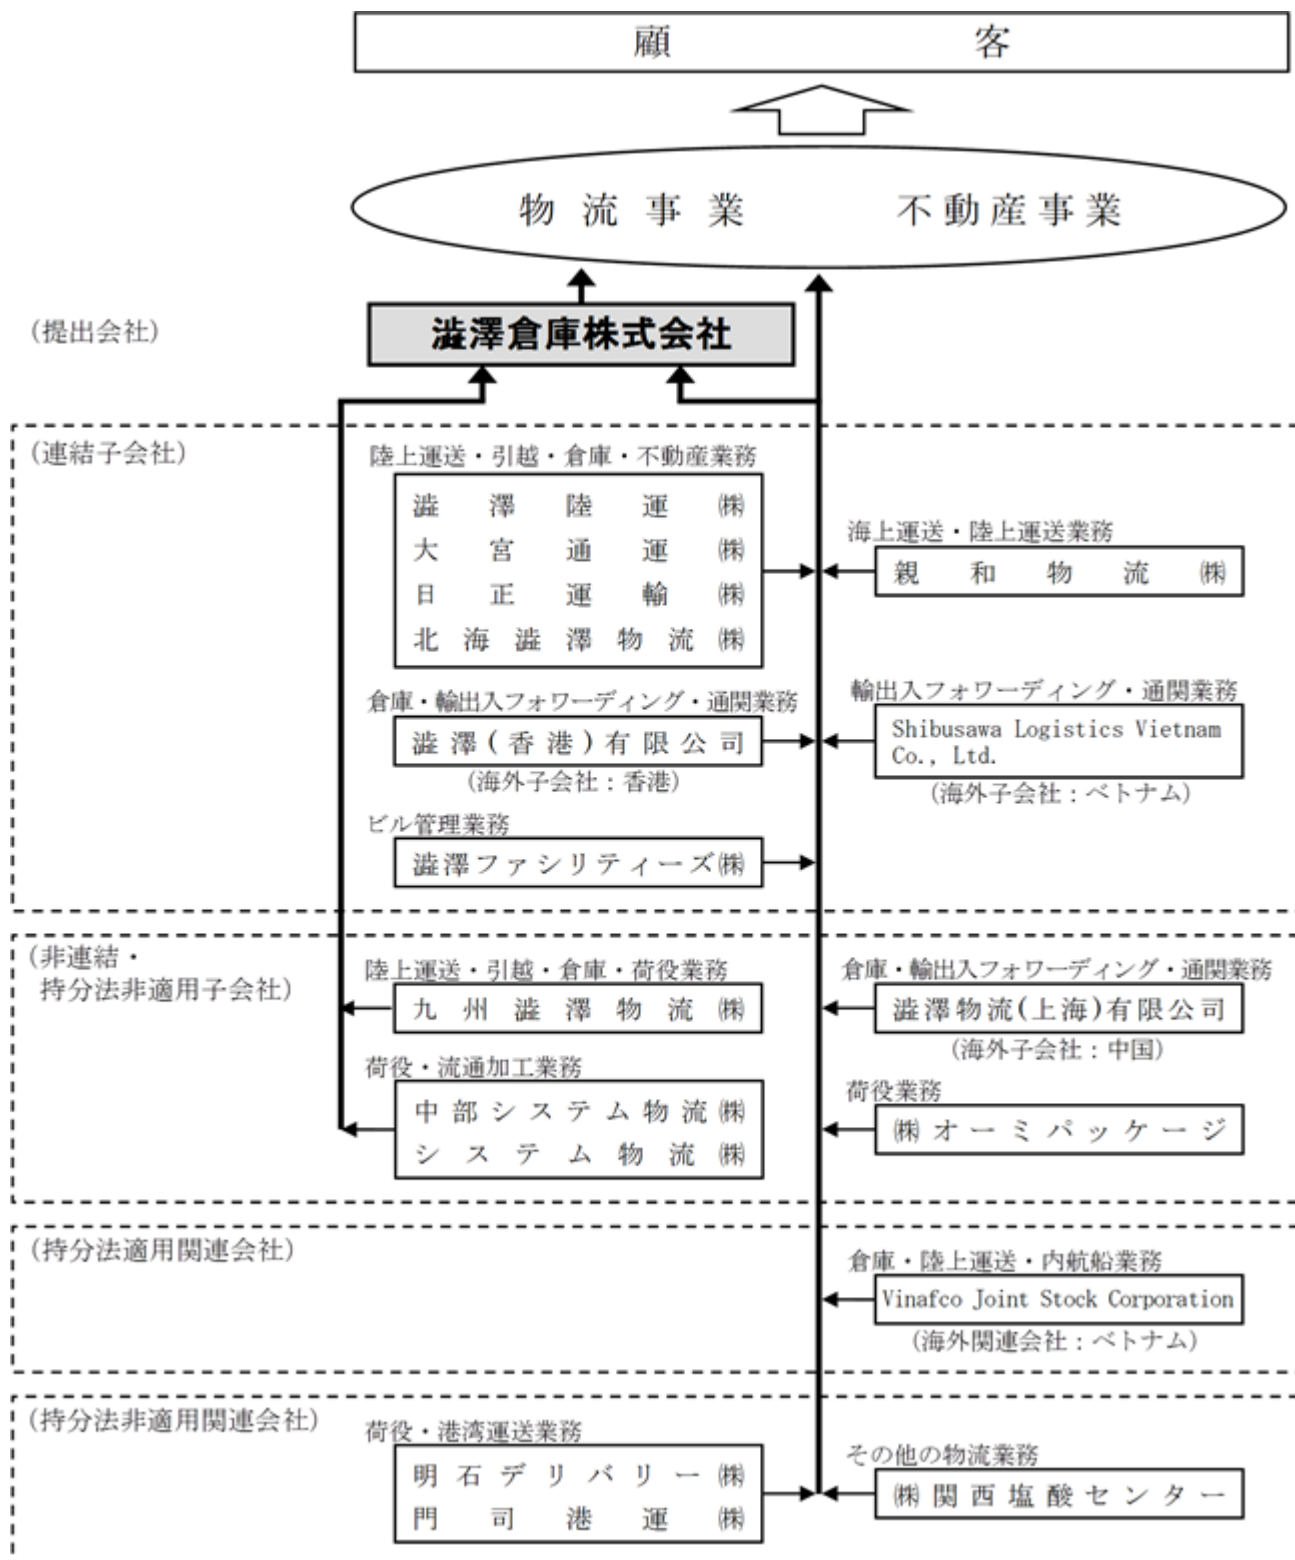 顧客
物流事業 不動産事業
(提出会社)
澁澤倉庫株式会社
(連結子会社)
陸上運送・引越・倉庫・不動産業務
澁澤陸運㈱
大宮通運㈱
日正運輸㈱
北海澁澤物流㈱
海上運送・陸上運送業務
親和物流㈱
倉庫・輸出入フォワーディング・通関業務
澁澤(香港)有限公司
(海外子会社:香港)
輸出入フォワーディング・通関業務
Shibusawa Logistics Vietnam
Co., Ltd.
(海外子会社:ベトナム)
ビル管理業務
澁澤ファシリティーズ㈱
(非連結・
持分法非適用子会社)
陸上運送・引越・倉庫・荷役業務
九州澁澤物流㈱
倉庫・輸出入フォワーディング・通関業務
澁澤物流(上海)有限公司
(海外子会社:中国)
荷役・流通加工業務
中部システム物流㈱
システム物流㈱
荷役業務
㈱オーミパッケージ
(持分法適用関連会社)
倉庫・陸上運送・内航船業務
Vinafco Joint Stock Corporation
(海外関連会社:ベトナム)
(持分法非適用関連会社)
荷役・港湾運送業務
明石デリバリー㈱
門司港運㈱
その他の物流業務
㈱関西塩酸センター